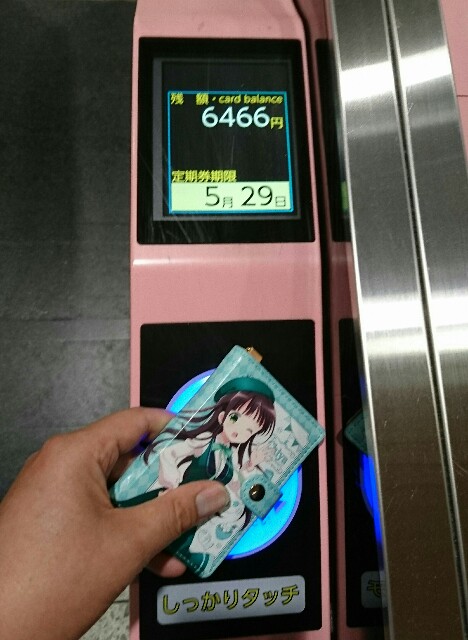 残　額・card balance
6466円
定期券期限
5月 29日
しっかりタッチ